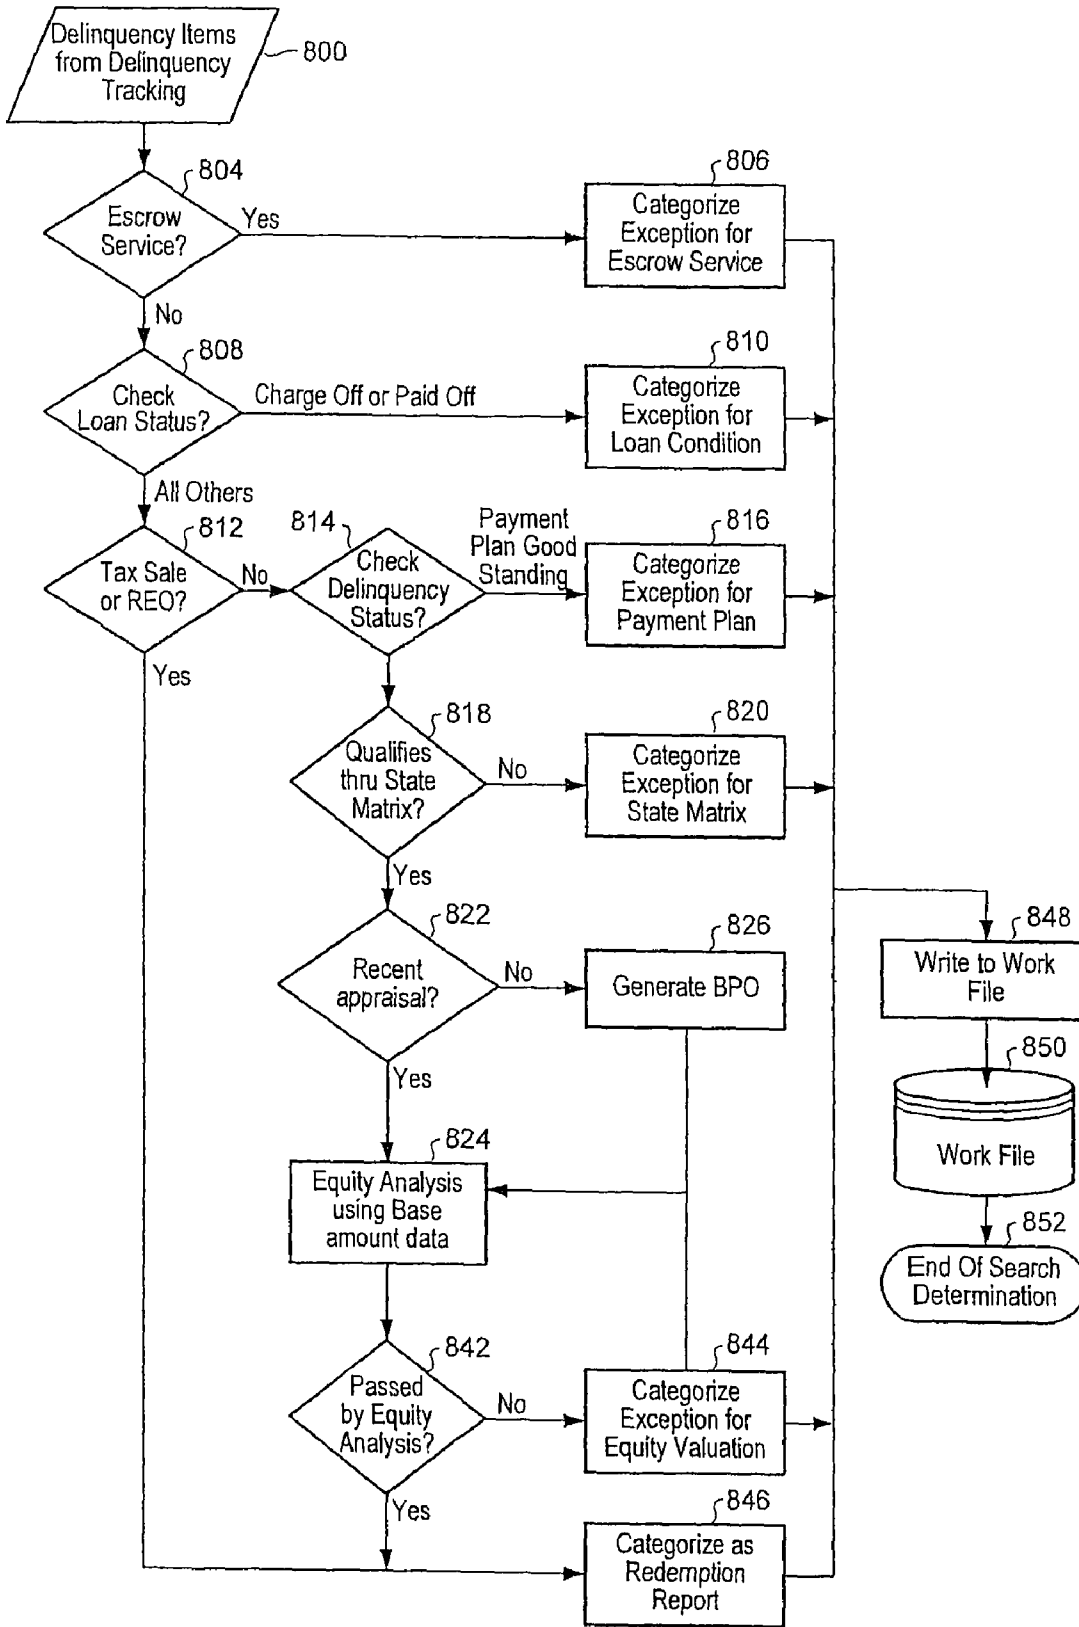 Delinquency Items
from Delinquency
Tracking
800
804
Escrow
Service?
Yes
806
Categorize
Exception for
Escrow Service
No
808
Check
Loan Status?
Charge Off or Paid Off
810
Categorize
Exception for
Loan Condition
All Others
812
Tax Sale
or REO?
No
814
Check
Delinquency
Status?
Payment
Plan Good
Standing
816
Categorize
Exception for
Payment Plan
Yes
818
Qualifies
thru State
Matrix?
No
820
Categorize
Exception for
State Matrix
Yes
822
Recent
appraisal?
No
826
Generate BPO
848
Write to Work
File
Yes
850
Work File
824
Equity Analysis
using Base
amount data
852
End Of Search
Determination
842
Passed
by Equity
Analysis?
No
844
Categorize
Exception for
Equity Valuation
Yes
846
Categorize as
Redemption
Report